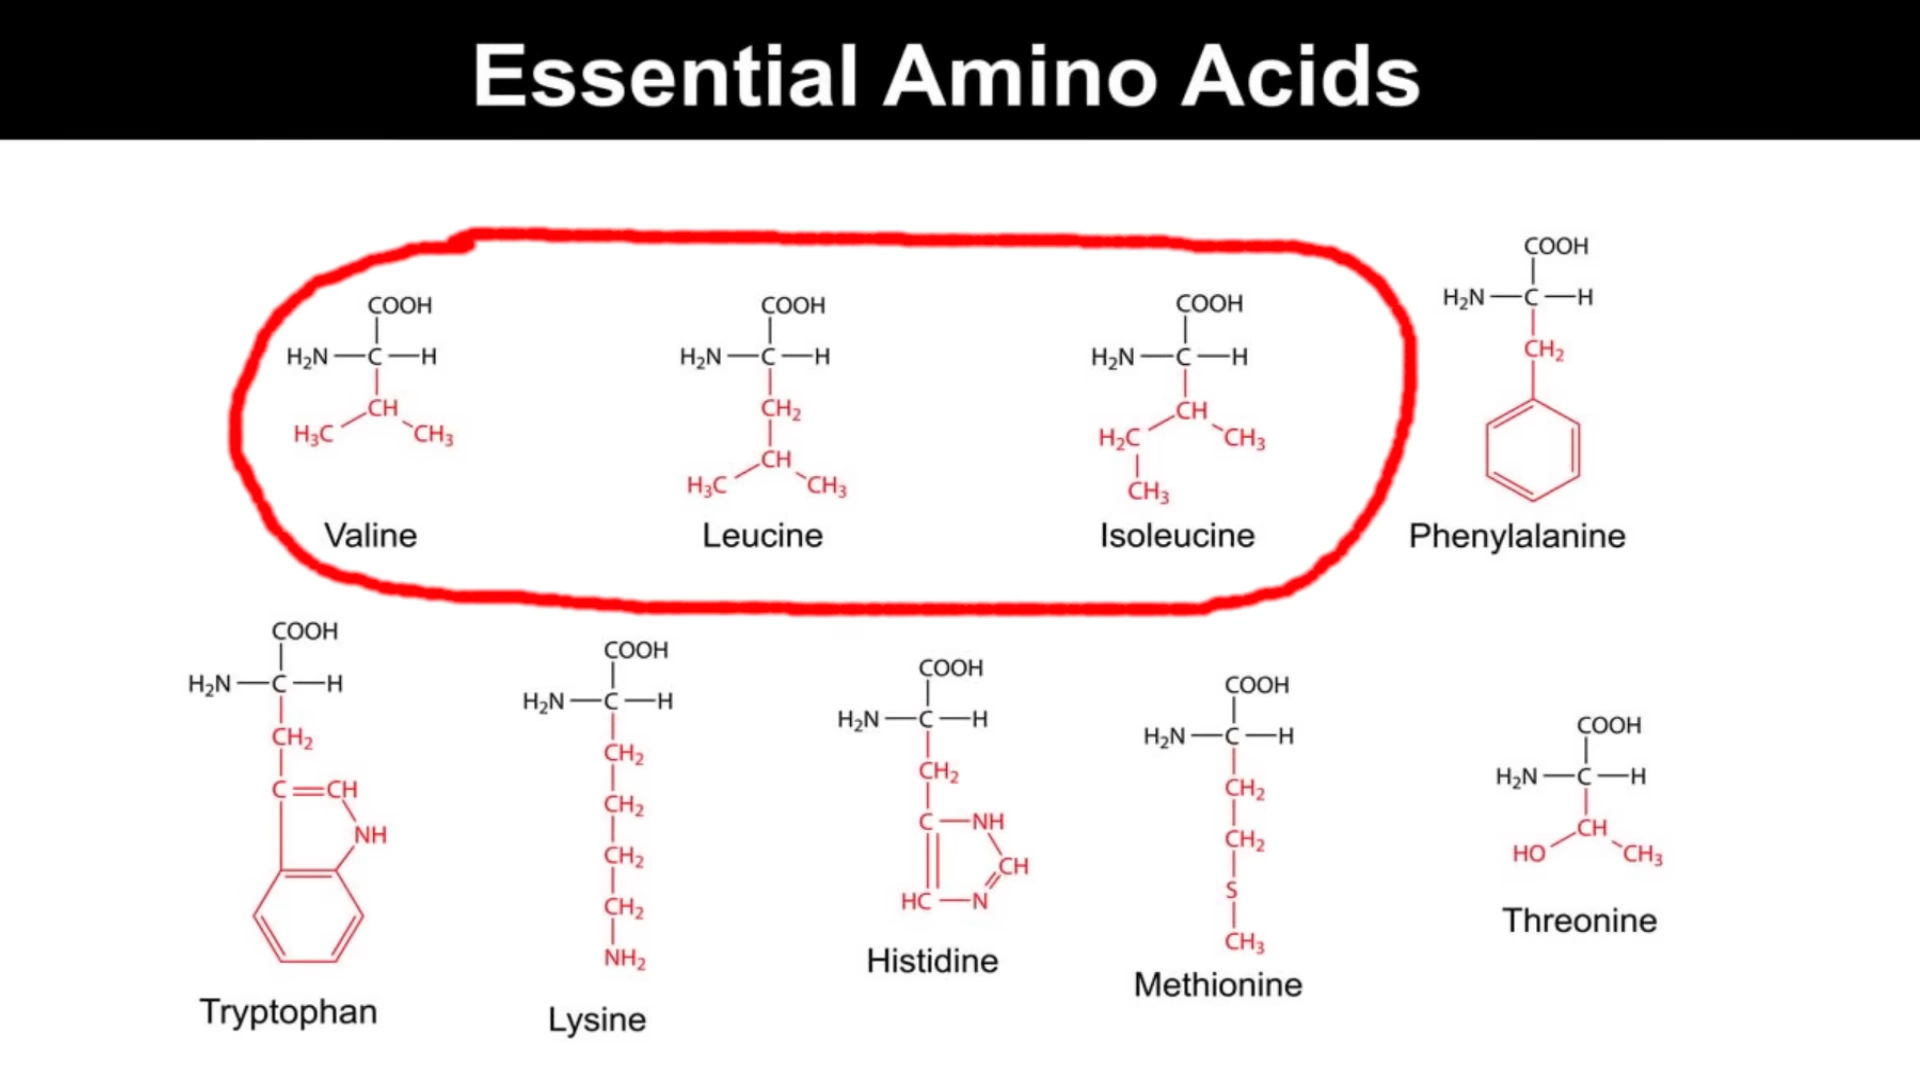 Essential Amino Acids
COOH
H₂N—C—H
CH
H₃C CH₃
Valine
COOH
H₂N—C—H
CH₂
CH
H₃C CH₃
Leucine
COOH
H₂N—C—H
CH
H₂C CH₃
CH₃
Isoleucine
COOH
H₂N—C—H
CH₂
Phenylalanine
COOH
H₂N—C—H
CH₂
C=CH
NH
Tryptophan
COOH
H₂N—C—H
CH₂
CH₂
CH₂
CH₂
NH₂
Lysine
COOH
H₂N—C—H
CH₂
C—NH
CH
HC—N
Histidine
COOH
H₂N—C—H
CH₂
CH₂
S
CH₃
Methionine
COOH
H₂N—C—H
CH
HO CH₃
Threonine